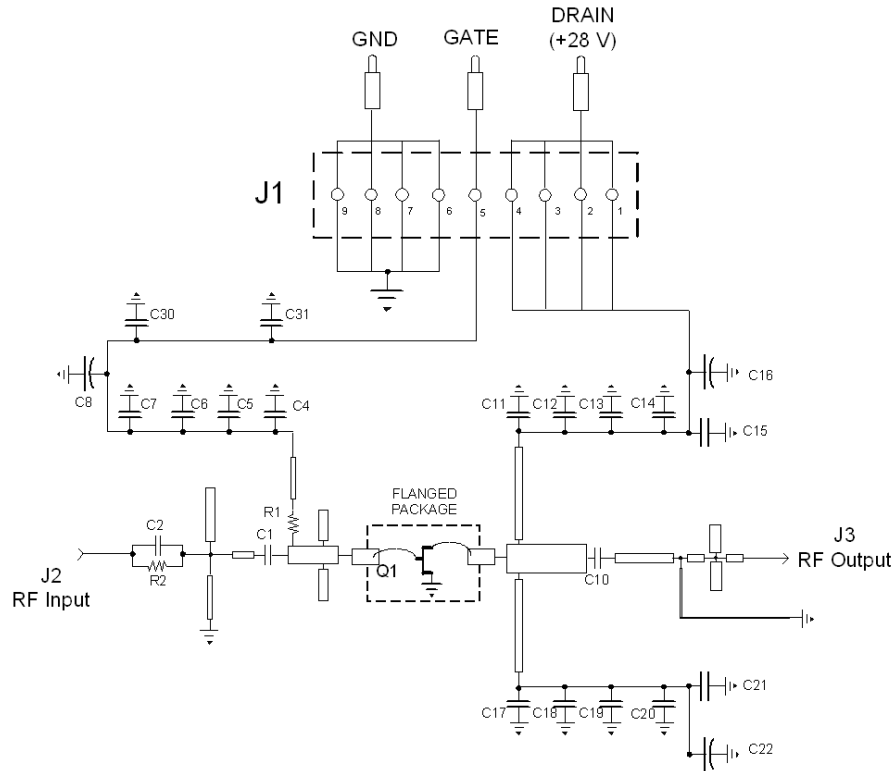 DRAIN
(+28 V)
GND
GATE
J1
9
8
7
6
5
4
3
2
1
C30
C31
C8
C7
C6
C5
C4
C16
C11
C12
C13
C14
C15
FLANGED
PACKAGE
R1
C2
C1
R2
Q1
C10
J2
RF Input
J3
RF Output
C21
C17
C18
C19
C20
C22